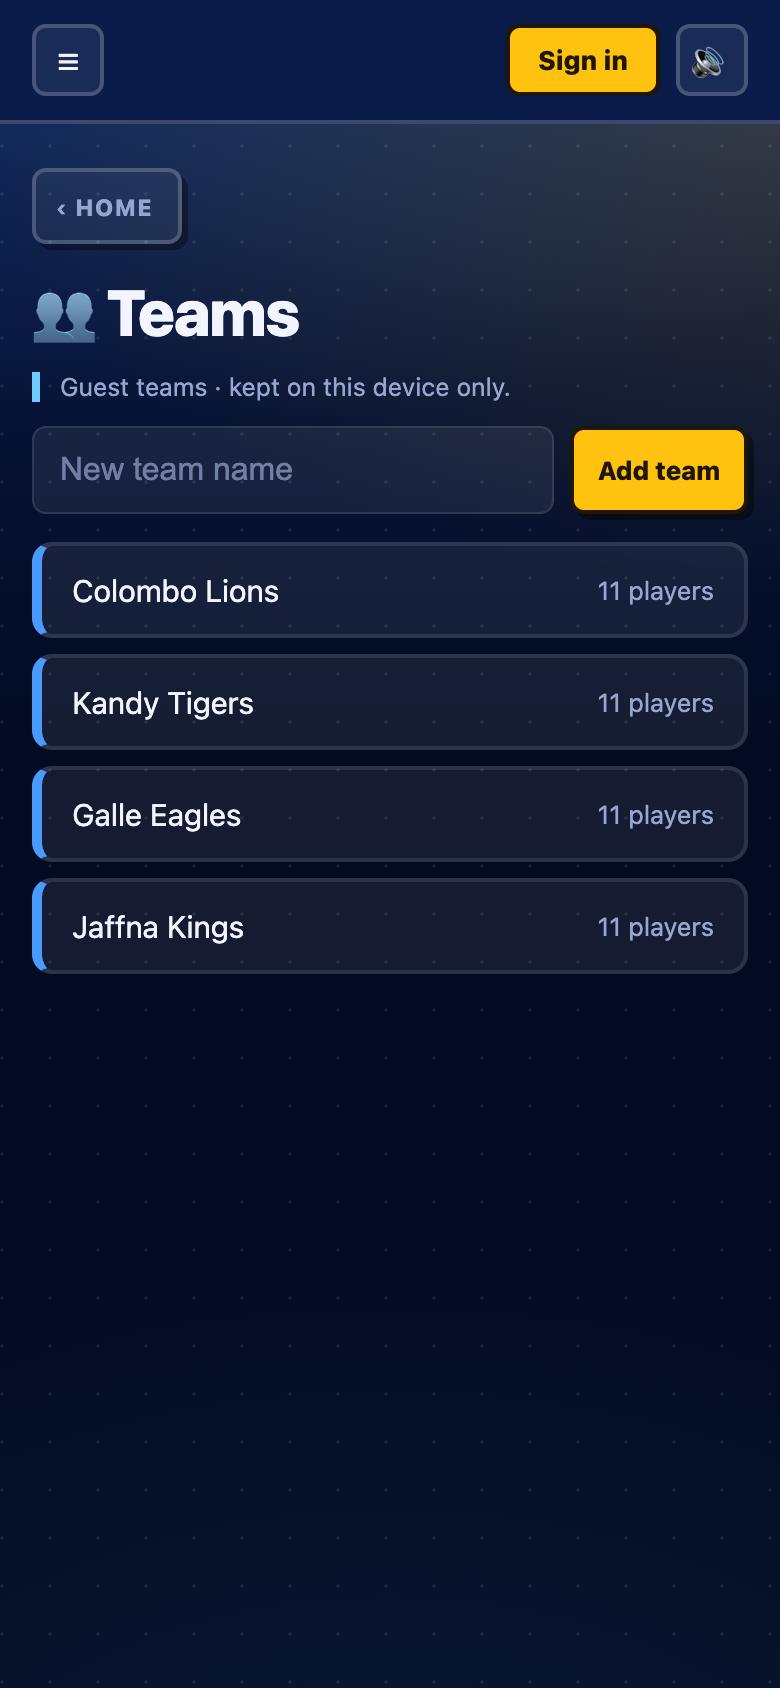 ≡
Sign in
‹ HOME
Teams
Guest teams · kept on this device only.
New team name
Add team
Colombo Lions 11 players
Kandy Tigers 11 players
Galle Eagles 11 players
Jaffna Kings 11 players